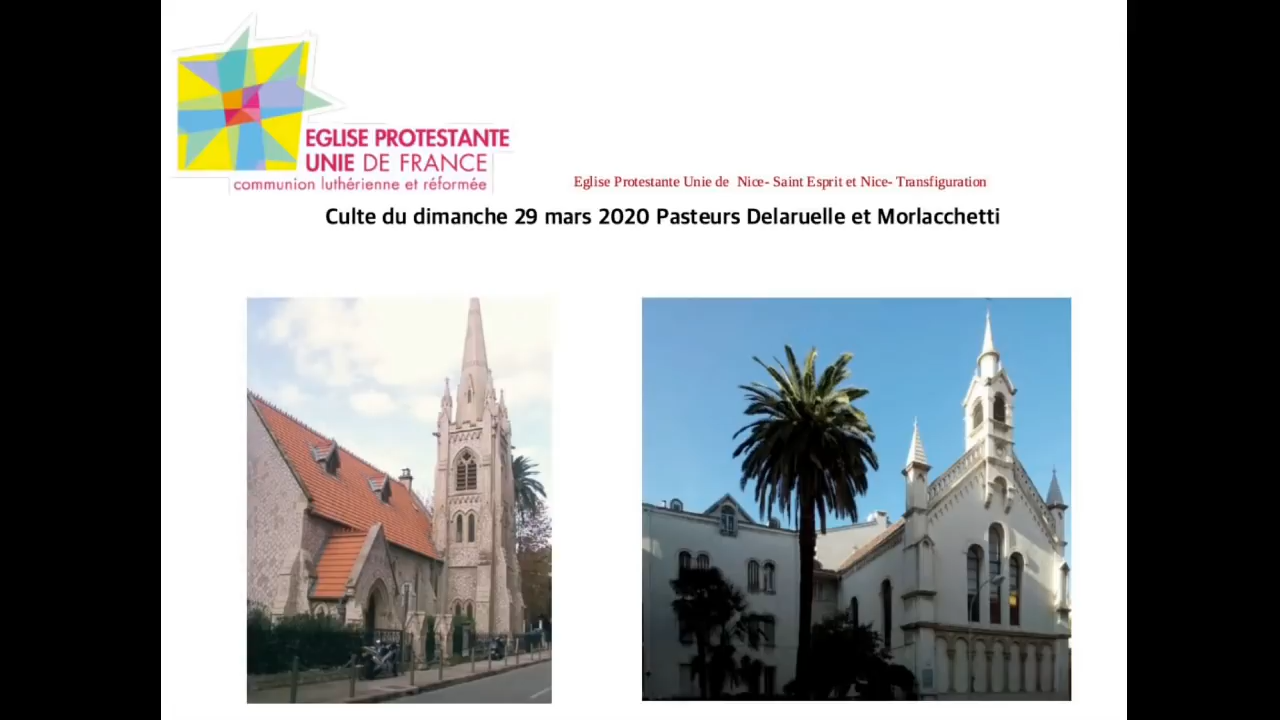 EGLISE PROTESTANTE
UNIE DE FRANCE
communion luthérienne et réformée
Eglise Protestante Unie de Nice- Saint Esprit et Nice- Transfiguration
Culte du dimanche 29 mars 2020 Pasteurs Delaruelle et Morlacchetti